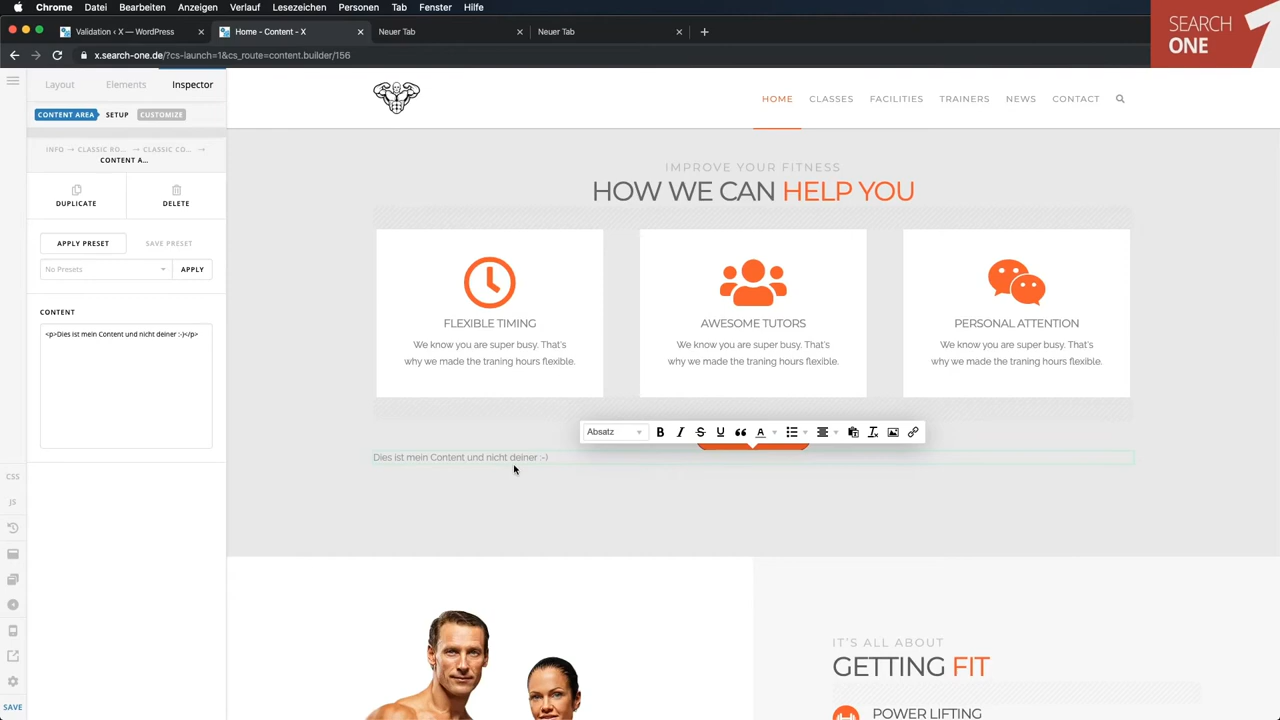 Chrome Ablage Bearbeiten Anzeigen Verlauf Lesezeichen Personen Tab Fenster Hilfe
SEARCH
ONE
1
Validation ‹ X — WordPress
Home - Content - X
Neuer Tab
Neuer Tab
x.search-one.de/?cs-launch=1&cs_route=content.builder/156
Layout Elements Inspector
CONTENT AREA SETUP CUSTOMIZE
INFO → CLASSIC RO... → CLASSIC CO... →
CONTENT A...
DUPLICATE DELETE
APPLY PRESET SAVE PRESET
No Presets APPLY
CONTENT
<p>Dies ist mein Content und nicht deiner :-)</p>
CSS
JS
SAVE
HOME CLASSES FACILITIES TRAINERS NEWS CONTACT
IMPROVE YOUR FITNESS
HOW WE CAN HELP YOU
FLEXIBLE TIMING
We know you are super busy. That's
why we made the traning hours flexible.
AWESOME TUTORS
We know you are super busy. That's
why we made the traning hours flexible.
PERSONAL ATTENTION
We know you are super busy. That's
why we made the traning hours flexible.
Absatz B I S U A
Dies ist mein Content und nicht deiner :-)
IT'S ALL ABOUT
GETTING FIT
POWER LIFTING